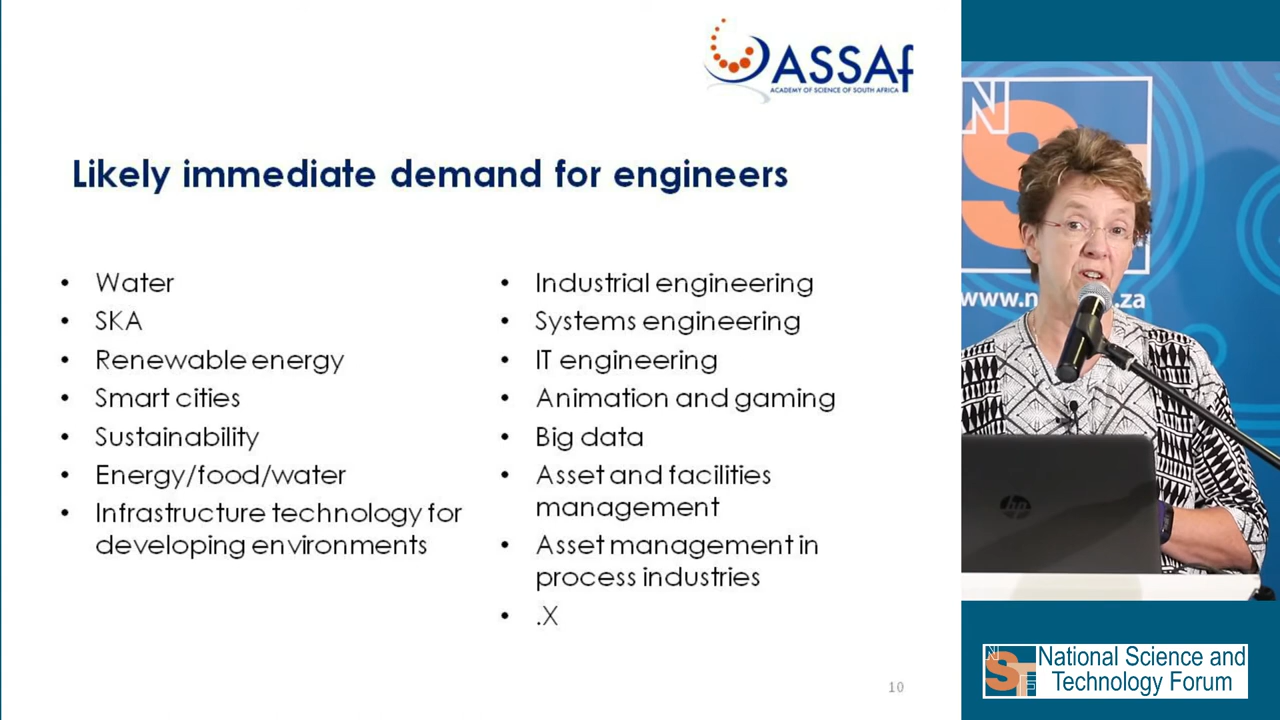 ASSAf
ACADEMY OF SCIENCE OF SOUTH AFRICA
Likely immediate demand for engineers
• Water
• SKA
• Renewable energy
• Smart cities
• Sustainability
• Energy/food/water
• Infrastructure technology for
developing environments
• Industrial engineering
• Systems engineering
• IT engineering
• Animation and gaming
• Big data
• Asset and facilities
management
• Asset management in
process industries
• .X
10
N
S
hp
NSTF
National Science and
Technology Forum